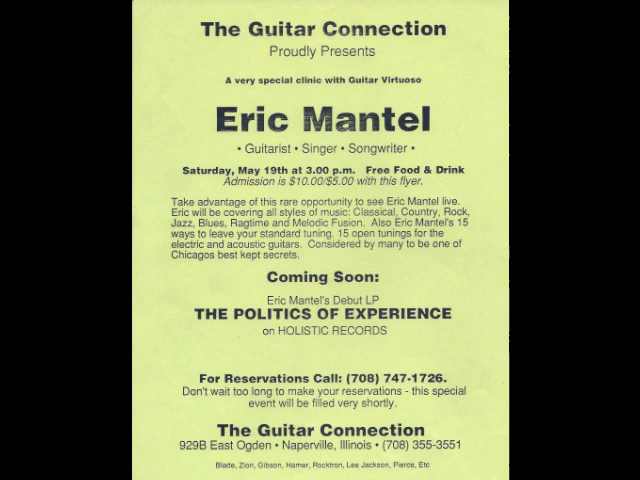 The Guitar Connection
Proudly Presents
A very special clinic with Guitar Virtuoso
Eric Mantel
• Guitarist • Singer • Songwriter •
Saturday, May 19th at 3.00 p.m. Free Food & Drink
Admission is $10.00/$5.00 with this flyer.
Take advantage of this rare opportunity to see Eric Mantel live.
Eric will be covering all styles of music: Classical, Country, Rock,
Jazz, Blues, Ragtime and Melodic Fusion. Also Eric Mantel's 15
ways to leave your standard tuning. 15 open tunings for the
electric and acoustic guitars. Considered by many to be one of
Chicagos best kept secrets.
Coming Soon:
Eric Mantel's Debut LP
THE POLITICS OF EXPERIENCE
on HOLISTIC RECORDS
For Reservations Call: (708) 747-1726.
Don't wait too long to make your reservations - this special
event will be filled very shortly.
The Guitar Connection
929B East Ogden • Naperville, Illinois • (708) 355-3551
Blade, Zion, Gibson, Hamer, Rocktron, Lee Jackson, Pierce, Etc